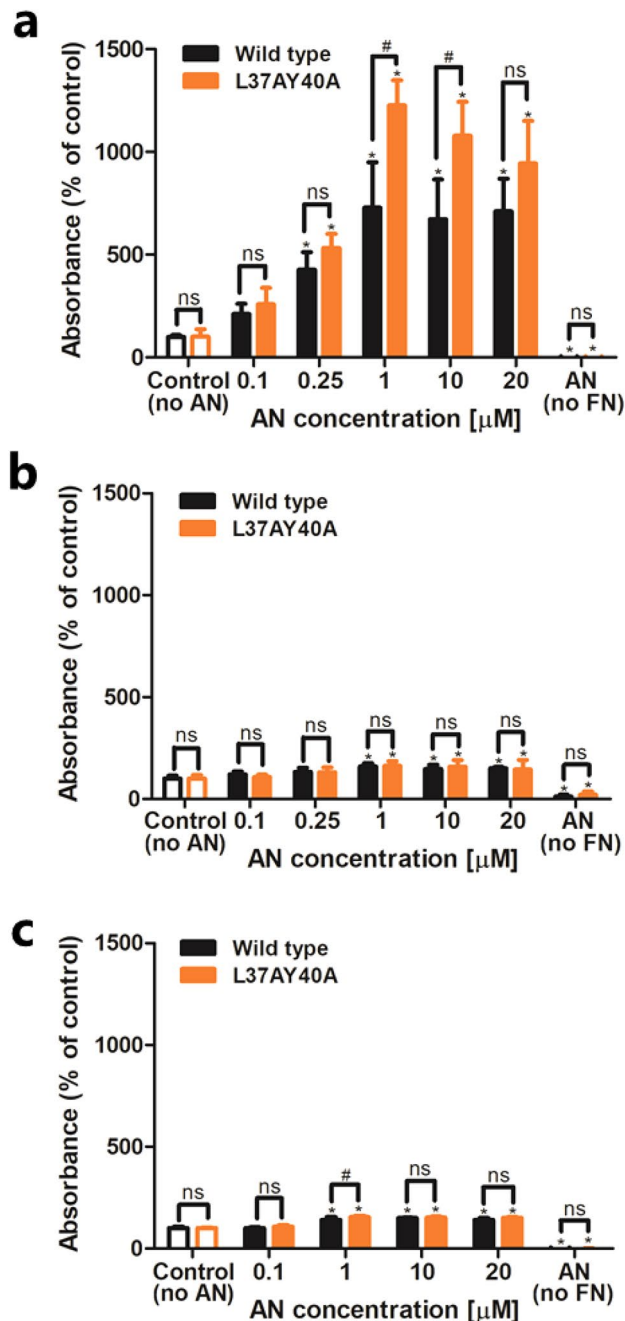 a
Absorbance (% of control)
1500
1000
500
0
Wild type
L37AY40A
ns
ns
ns
#
#
ns
ns
* * * * * * * * * *
Control
(no AN)
0.1
0.25
1
10
20
AN
(no FN)
AN concentration [μM]
b
Absorbance (% of control)
1500
1000
500
0
Wild type
L37AY40A
ns
ns
ns
ns
ns
ns
ns
* * * * * * * *
Control
(no AN)
0.1
0.25
1
10
20
AN
(no FN)
AN concentration [μM]
c
Absorbance (% of control)
1500
1000
500
0
Wild type
L37AY40A
ns
ns
#
ns
ns
ns
* * * * * * * *
Control
(no AN)
0.1
1
10
20
AN
(no FN)
AN concentration [μM]